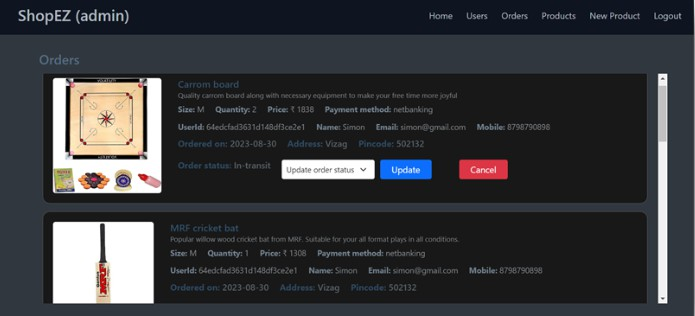 ShopEZ (admin) Home Users Orders Products New Product Logout
Orders
Carrom board
Quality carrom board along with necessary equipment to make your free time more joyful
Size: M Quantity: 2 Price: ₹ 1838 Payment method: netbanking
UserId: 64edcfad3631d148df3ce2e1 Name: Simon Email: simon@gmail.com Mobile: 8798790898
Ordered on: 2023-08-30 Address: Vizag Pincode: 502132
Order status: In-transit Update order status Update Cancel
MRF cricket bat
Popular willow wood cricket bat from MRF. Suitable for your all format plays in all conditions.
Size: M Quantity: 1 Price: ₹ 1308 Payment method: netbanking
UserId: 64edcfad3631d148df3ce2e1 Name: Simon Email: simon@gmail.com Mobile: 8798790898
Ordered on: 2023-08-30 Address: Vizag Pincode: 502132